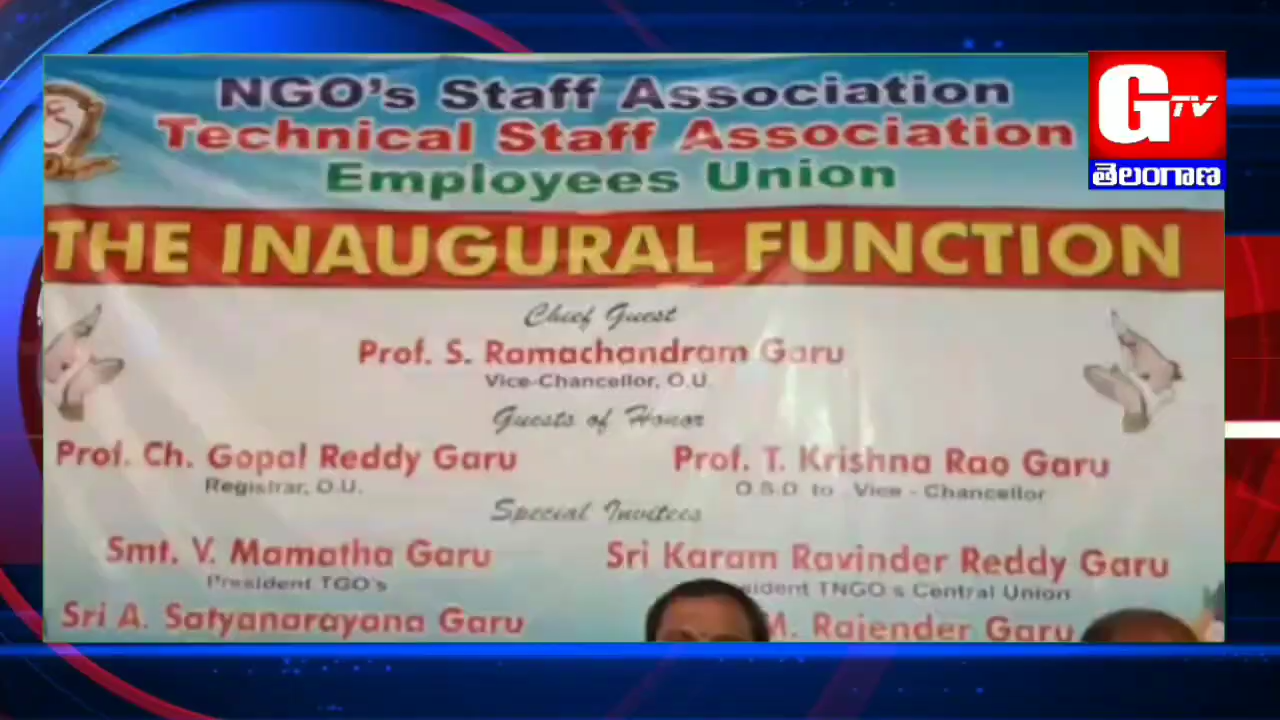 NGO's Staff Association
Technical Staff Association
Employees Union
THE INAUGURAL FUNCTION
Chief Guest
Prof. S. Ramachandram Garu
Vice-Chancellor, O.U.
Guests of Honor
Prof. Ch. Gopal Reddy Garu
Registrar, O.U.
Prof. T. Krishna Rao Garu
O.S.D to Vice - Chancellor
Special Invitees
Smt. V. Mamatha Garu
President TGO's
Sri Karam Ravinder Reddy Garu
TNGO's Central Union
Sri A. Satyanarayana Garu
M. Rajender Garu
G TV
తెలంగాణ